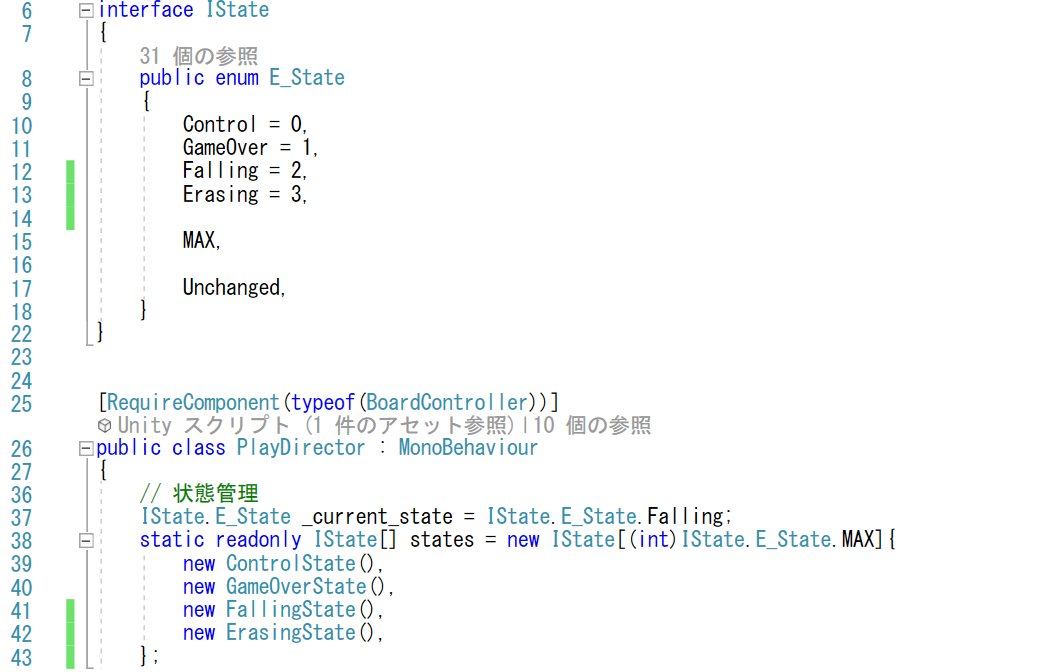 6 interface IState
7 {
31 個の参照
8 public enum E_State
9 {
10 Control = 0,
11 GameOver = 1,
12 Falling = 2,
13 Erasing = 3,
14
15 MAX,
16
17 Unchanged,
18 }
22 }
23
24
25 [RequireComponent(typeof(BoardController))]
Unity スクリプト (1 件のアセット参照)|10 個の参照
26 public class PlayDirector : MonoBehaviour
27 {
36 // 状態管理
37 IState.E_State _current_state = IState.E_State.Falling;
38 static readonly IState[] states = new IState[(int)IState.E_State.MAX]{
39 new ControlState(),
40 new GameOverState(),
41 new FallingState(),
42 new ErasingState(),
43 };